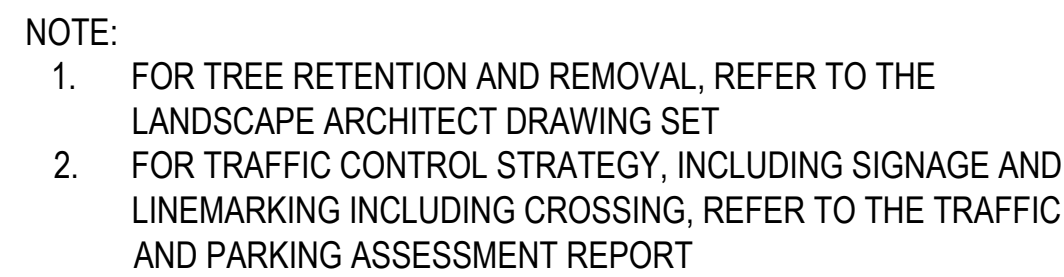 NOTE:
1. FOR TREE RETENTION AND REMOVAL, REFER TO THE
LANDSCAPE ARCHITECT DRAWING SET
2. FOR TRAFFIC CONTROL STRATEGY, INCLUDING SIGNAGE AND
LINEMARKING INCLUDING CROSSING, REFER TO THE TRAFFIC
AND PARKING ASSESSMENT REPORT